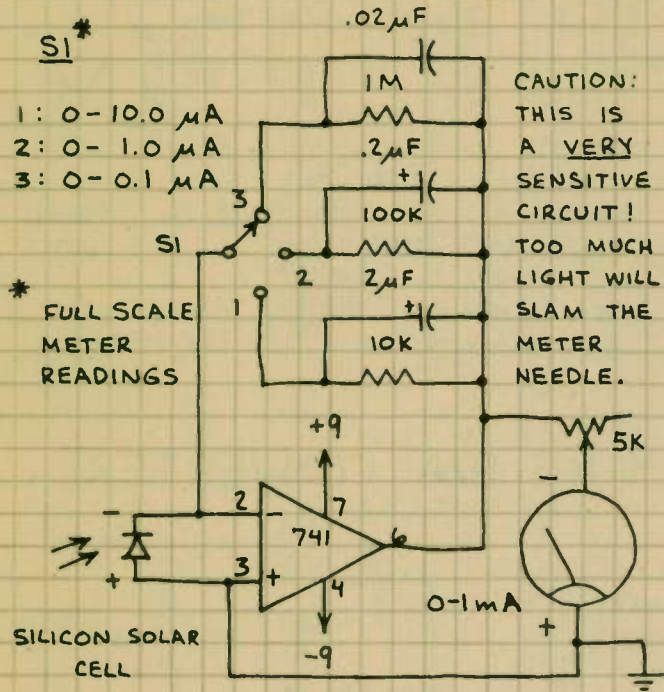 S1*
1: 0-10.0 μA
2: 0- 1.0 μA
3: 0- 0.1 μA
* FULL SCALE
METER
READINGS
.02μF
1M
.2μF
+
100K
2μF
+
10K
3
S1
2
1
CAUTION:
THIS IS
A VERY
SENSITIVE
CIRCUIT!
TOO MUCH
LIGHT WILL
SLAM THE
METER
NEEDLE.
5K
+9
-
2
-
7
741
6
3
+
4
+
-9
-
0-1mA
+
SILICON SOLAR
CELL